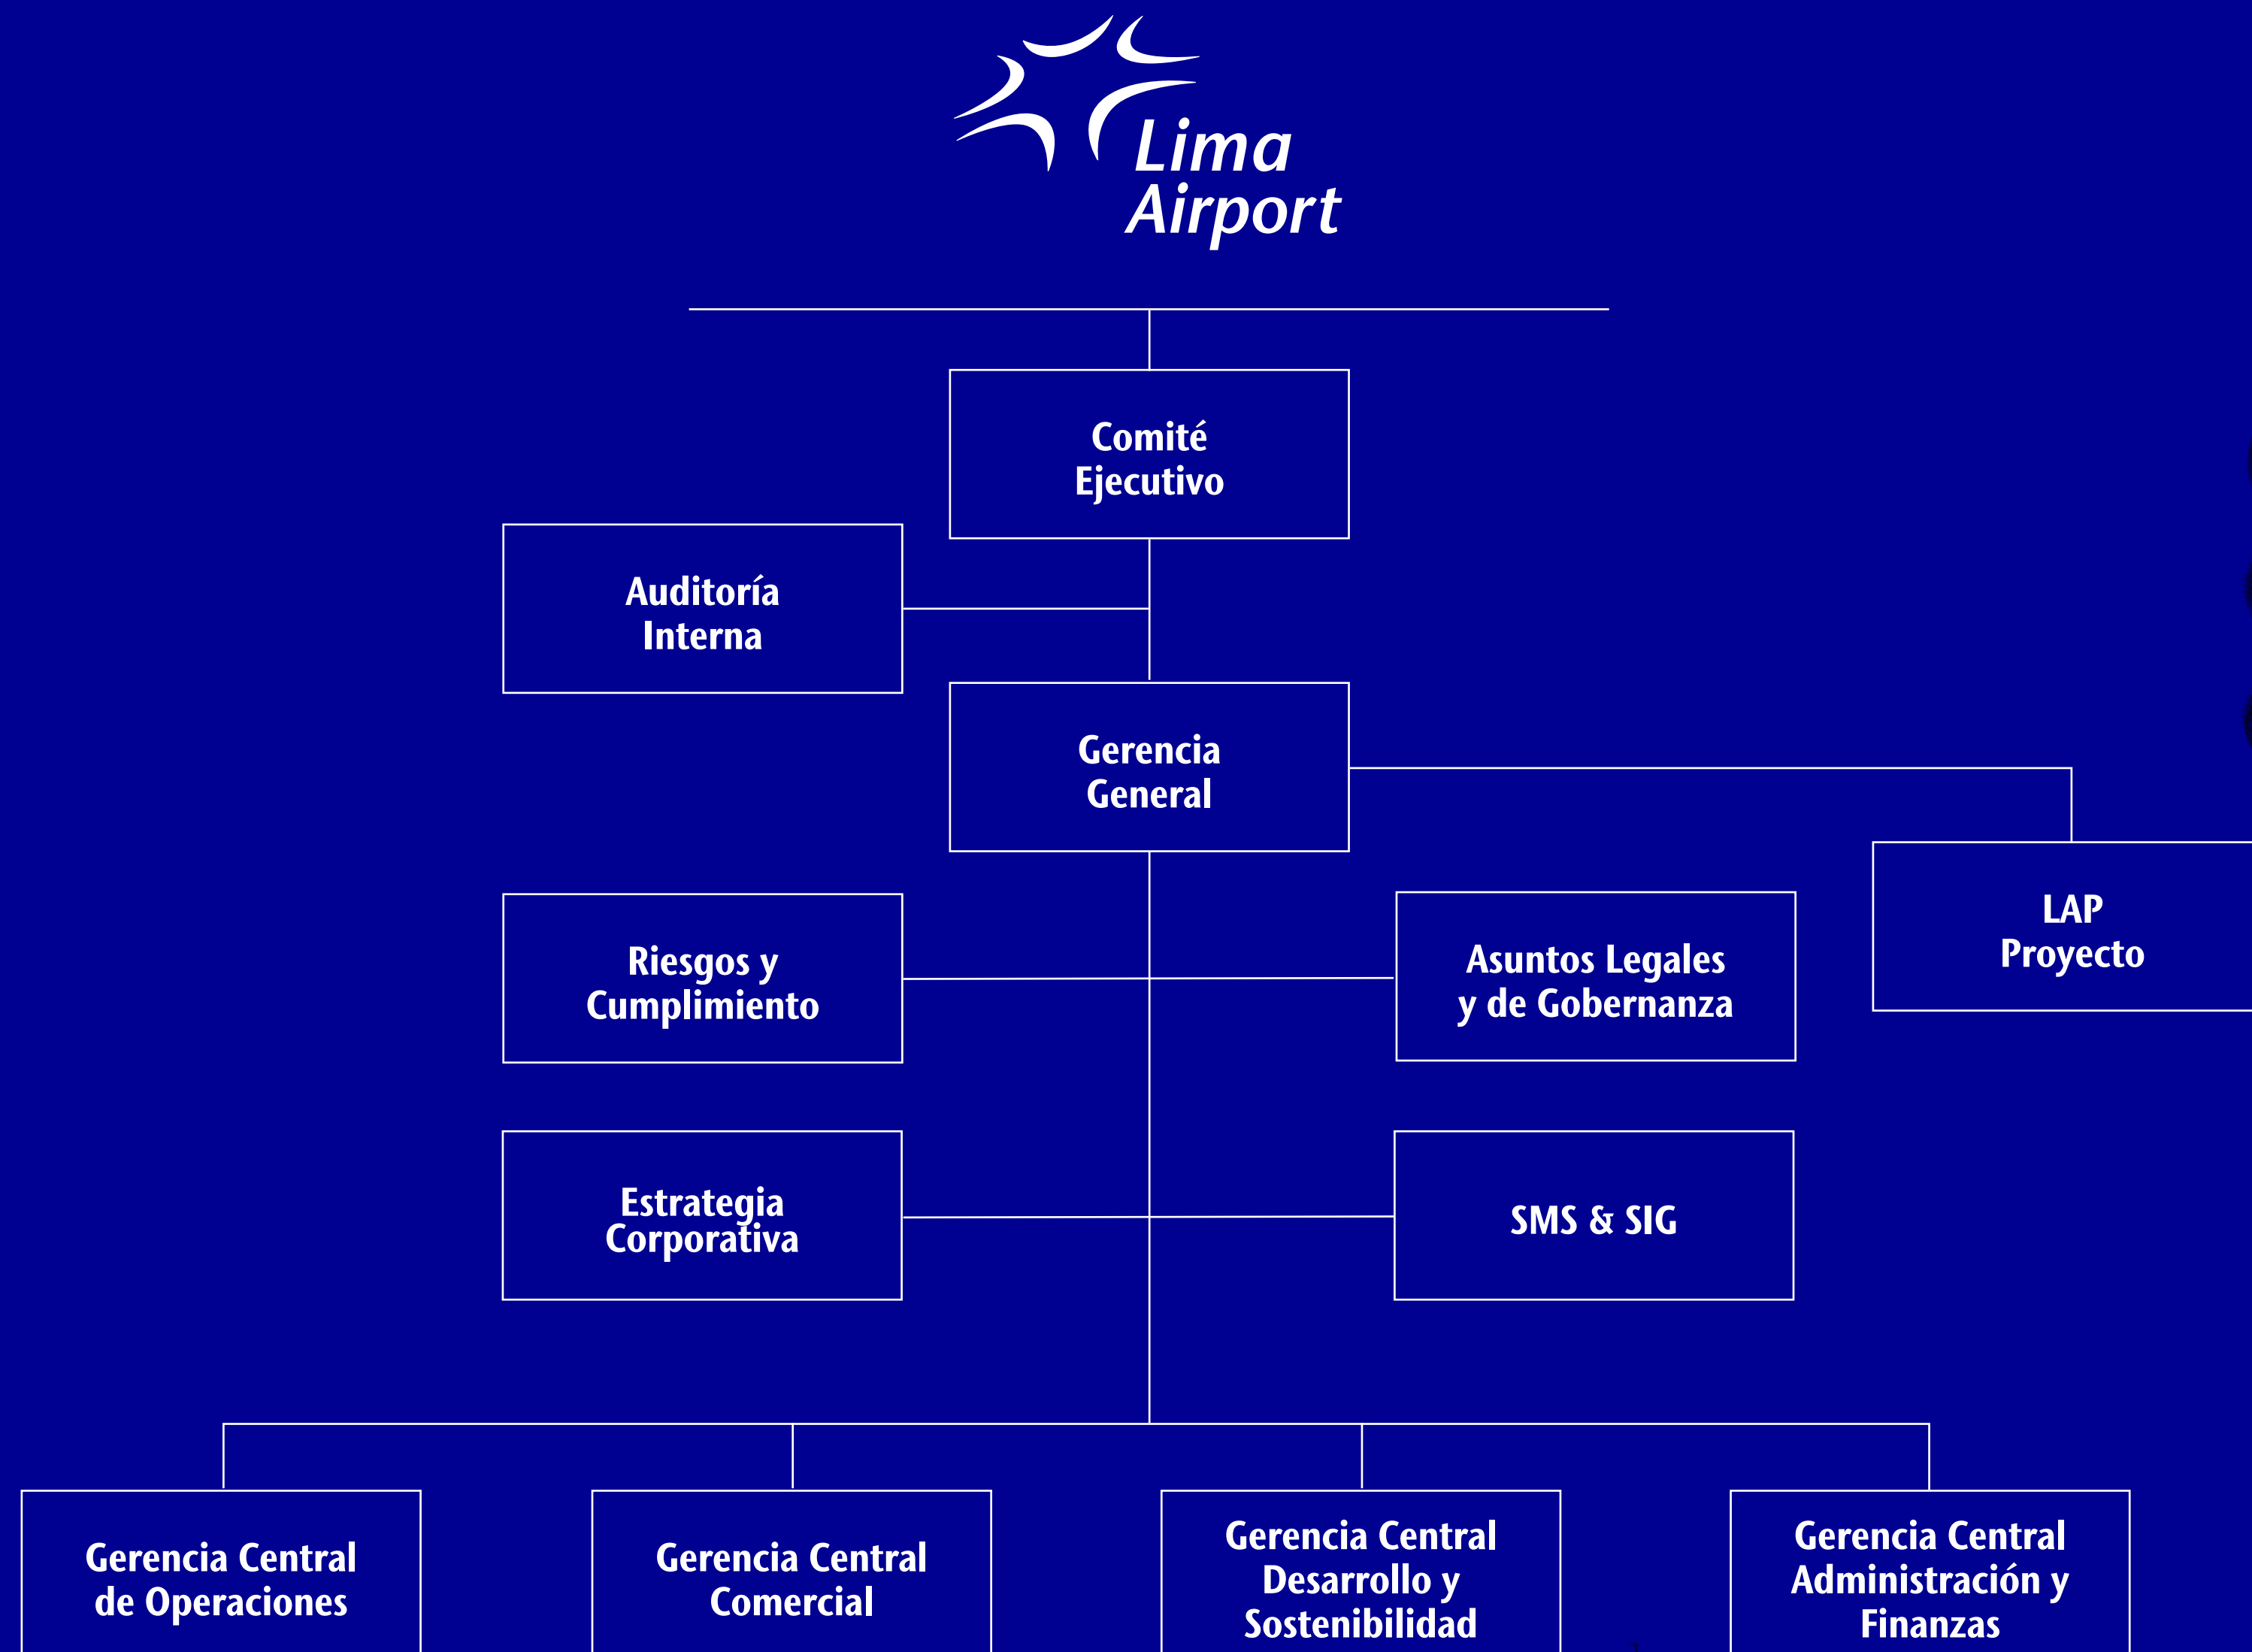 Lima
Airport
Comité
Ejecutivo
Auditoría
Interna
Gerencia
General
LAP
Proyecto
Riesgos y
Cumplimiento
Asuntos Legales
y de Gobernanza
Estrategia
Corporativa
SMS & SIG
Gerencia Central
de Operaciones
Gerencia Central
Comercial
Gerencia Central
Desarrollo y
Sostenibilidad
Gerencia Central
Administración y
Finanzas